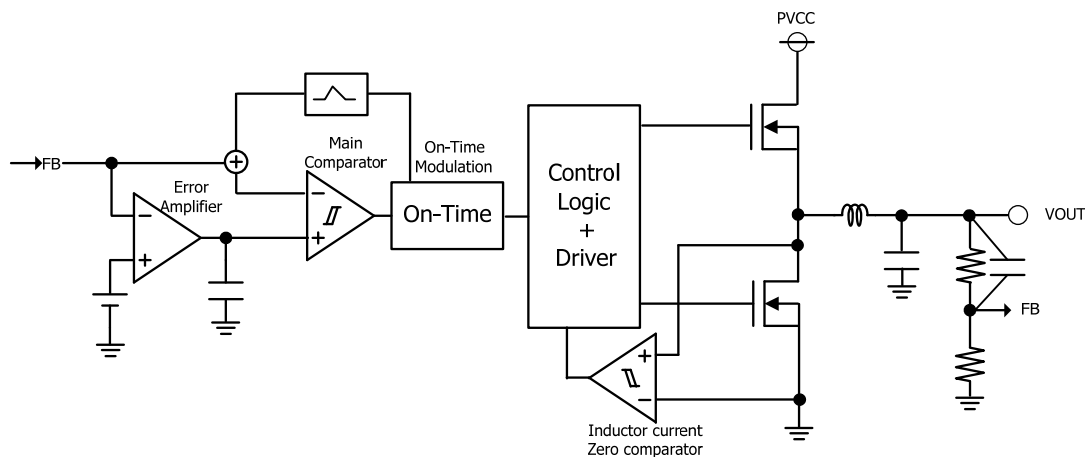 PVCC
FB
Main
Comparator
On-Time
Modulation
Error
Amplifier
+
−
−
+
+
On-Time
Control
Logic
+
Driver
VOUT
FB
+
−
Inductor current
Zero comparator